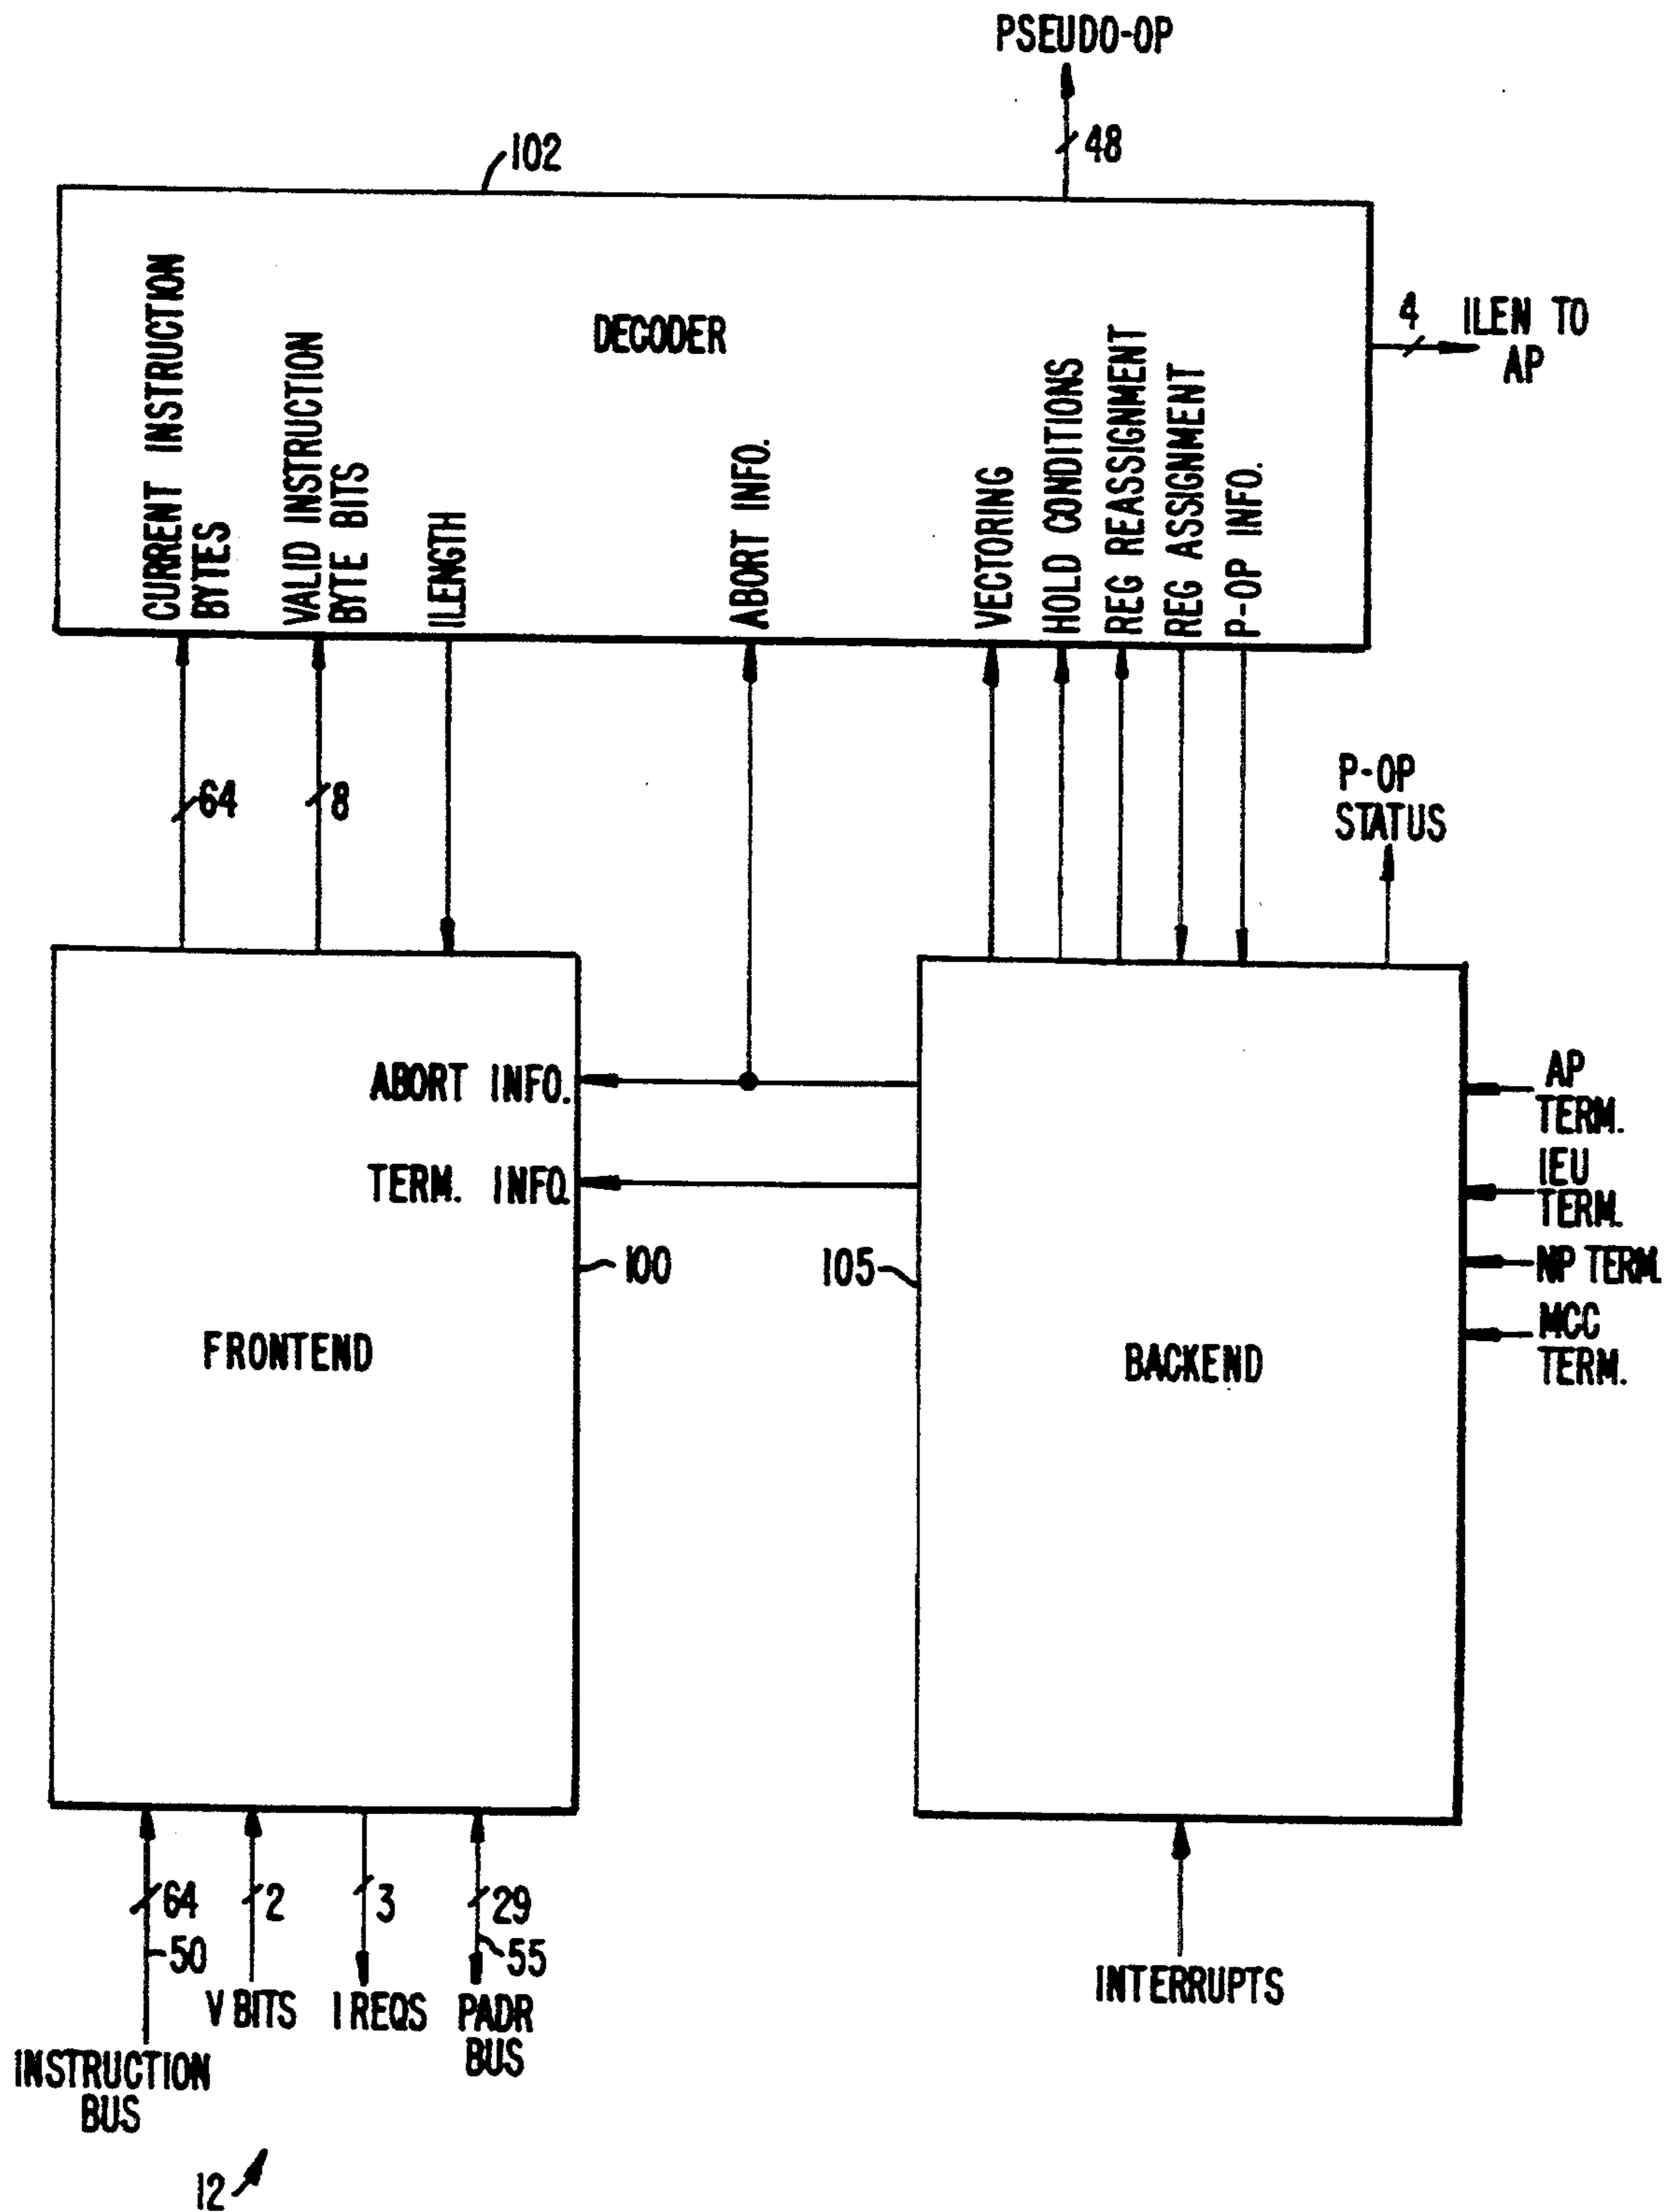 PSEUDO-OP
48
102
DECODER
4
ILEN TO
AP
CURRENT INSTRUCTION
BYTES
VALID INSTRUCTION
BYTE BITS
ILENGTH
ABORT INFO.
VECTORING
HOLD CONDITIONS
REG REASSIGNMENT
REG ASSIGNMENT
P-OP INFO.
64
8
P-OP
STATUS
ABORT INFO.
TERM. INFO.
100
105
FRONTEND
BACKEND
AP
TERM.
IEU
TERM.
NP TERM.
MCC
TERM.
64
2
3
29
50
55
V BITS
I REQS
PADR
BUS
INSTRUCTION
BUS
INTERRUPTS
12